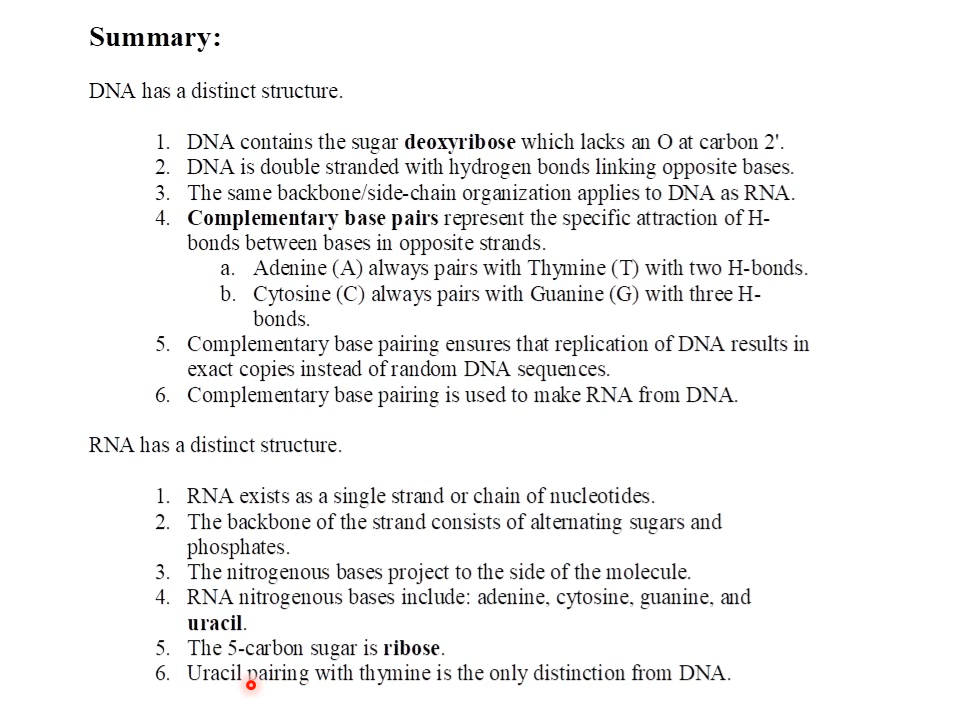 Summary:
DNA has a distinct structure.
1. DNA contains the sugar deoxyribose which lacks an O at carbon 2'.
2. DNA is double stranded with hydrogen bonds linking opposite bases.
3. The same backbone/side-chain organization applies to DNA as RNA.
4. Complementary base pairs represent the specific attraction of H-
bonds between bases in opposite strands.
a. Adenine (A) always pairs with Thymine (T) with two H-bonds.
b. Cytosine (C) always pairs with Guanine (G) with three H-
bonds.
5. Complementary base pairing ensures that replication of DNA results in
exact copies instead of random DNA sequences.
6. Complementary base pairing is used to make RNA from DNA.
RNA has a distinct structure.
1. RNA exists as a single strand or chain of nucleotides.
2. The backbone of the strand consists of alternating sugars and
phosphates.
3. The nitrogenous bases project to the side of the molecule.
4. RNA nitrogenous bases include: adenine, cytosine, guanine, and
uracil.
5. The 5-carbon sugar is ribose.
6. Uracil pairing with thymine is the only distinction from DNA.